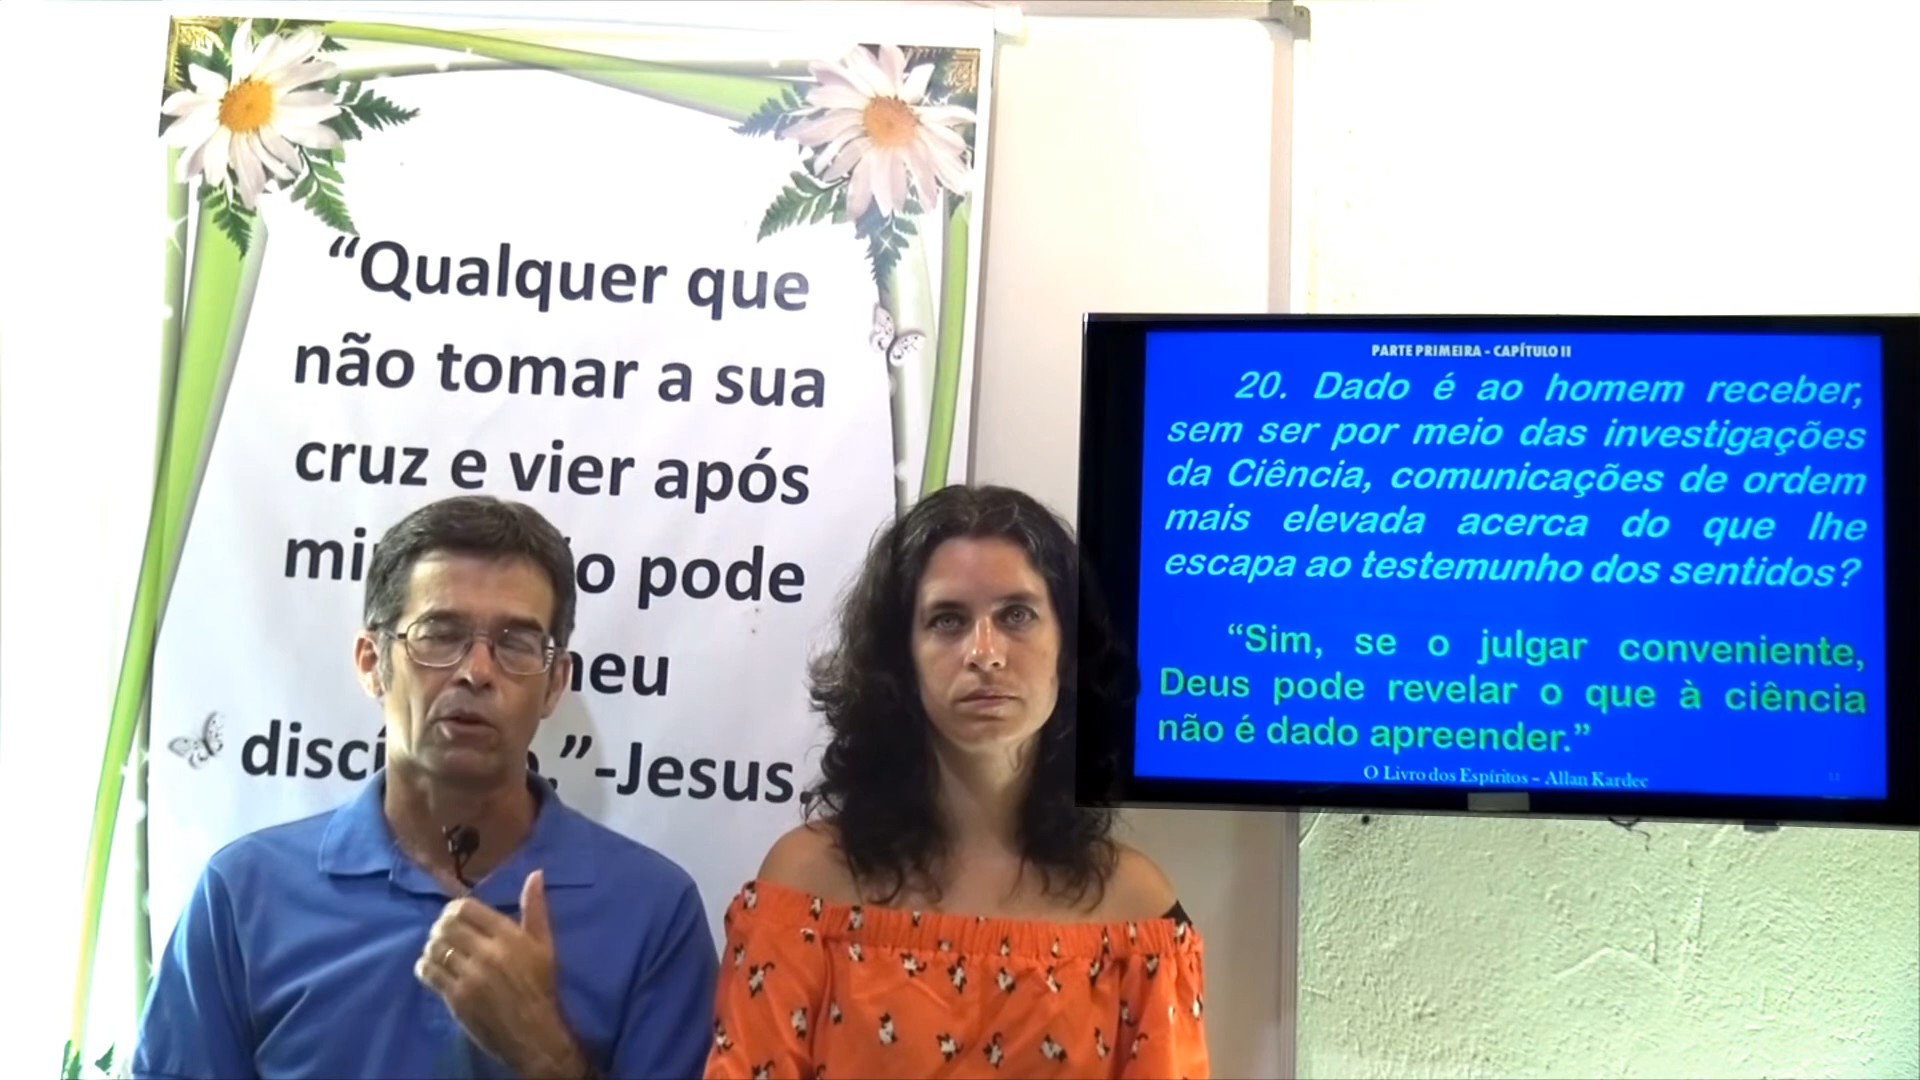 “Qualquer que
não tomar a sua
cruz e vier após
pode
-Jesus.
PARTE PRIMEIRA - CAPÍTULO II
20. Dado é ao homem receber,
sem ser por meio das investigações
da Ciência, comunicações de ordem
mais elevada acerca do que lhe
escapa ao testemunho dos sentidos?
“Sim, se o julgar conveniente,
Deus pode revelar o que à ciência
não é dado apreender.”
O Livro dos Espíritos – Allan Kardec
11